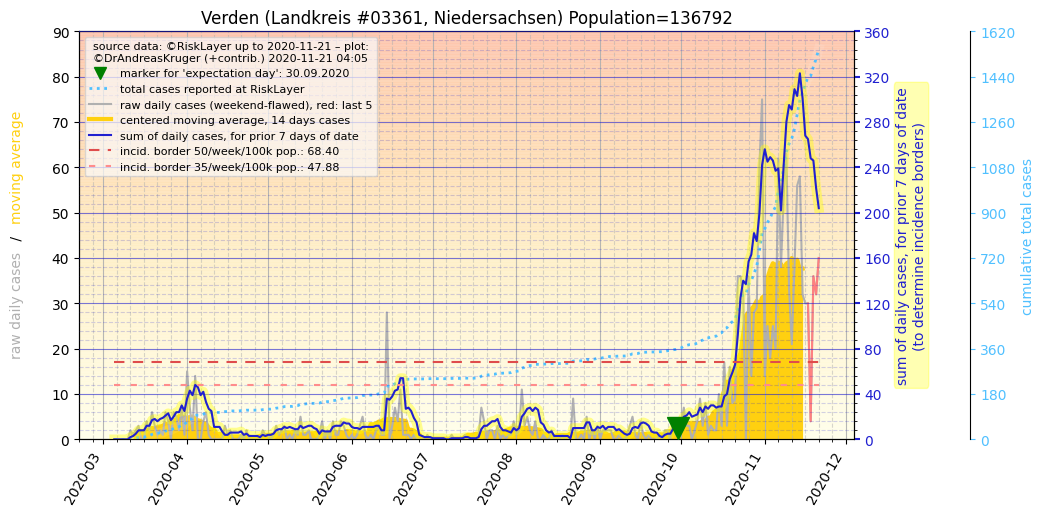 Verden (Landkreis #03361, Niedersachsen) Population=136792
source data: ©RiskLayer up to 2020-11-21 – plot:
©DrAndreasKruger (+contrib.) 2020-11-21 04:05
marker for 'expectation day': 30.09.2020
total cases reported at RiskLayer
raw daily cases (weekend-flawed), red: last 5
centered moving average, 14 days cases
sum of daily cases, for prior 7 days of date
incid. border 50/week/100k pop.: 68.40
incid. border 35/week/100k pop.: 47.88
raw daily cases / moving average
90
80
70
60
50
40
30
20
10
0
2020-03
2020-04
2020-05
2020-06
2020-07
2020-08
2020-09
2020-10
2020-11
2020-12
360
320
280
240
200
160
120
80
40
0
sum of daily cases, for prior 7 days of date
(to determine incidence borders)
1620
1440
1260
1080
900
720
540
360
180
0
cumulative total cases